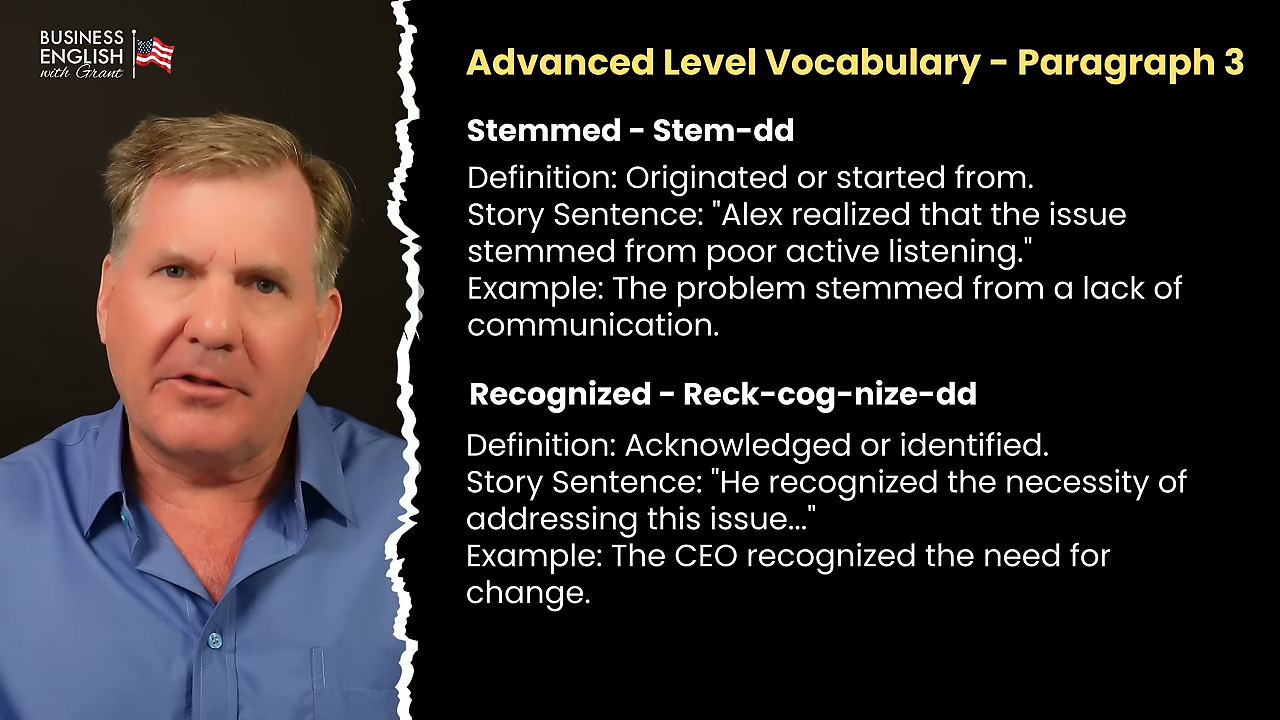 BUSINESS
ENGLISH
with Grant
Advanced Level Vocabulary - Paragraph 3
Stemmed - Stem-dd
Definition: Originated or started from.
Story Sentence: "Alex realized that the issue
stemmed from poor active listening."
Example: The problem stemmed from a lack of
communication.
Recognized - Reck-cog-nize-dd
Definition: Acknowledged or identified.
Story Sentence: "He recognized the necessity of
addressing this issue..."
Example: The CEO recognized the need for
change.